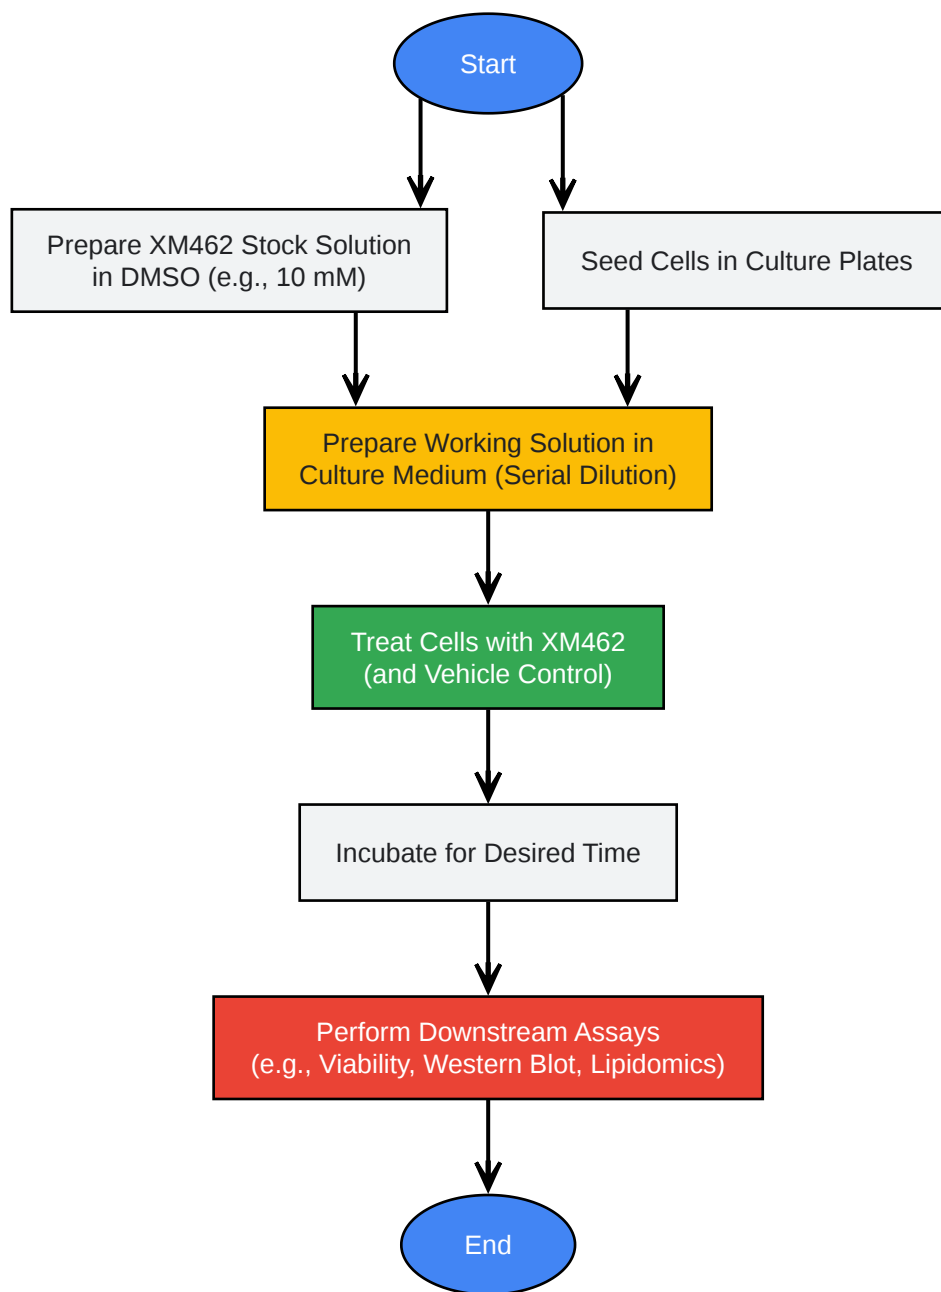 Start
Prepare XM462 Stock Solution
in DMSO (e.g., 10 mM)
Seed Cells in Culture Plates
Prepare Working Solution in
Culture Medium (Serial Dilution)
Treat Cells with XM462
(and Vehicle Control)
Incubate for Desired Time
Perform Downstream Assays
(e.g., Viability, Western Blot, Lipidomics)
End